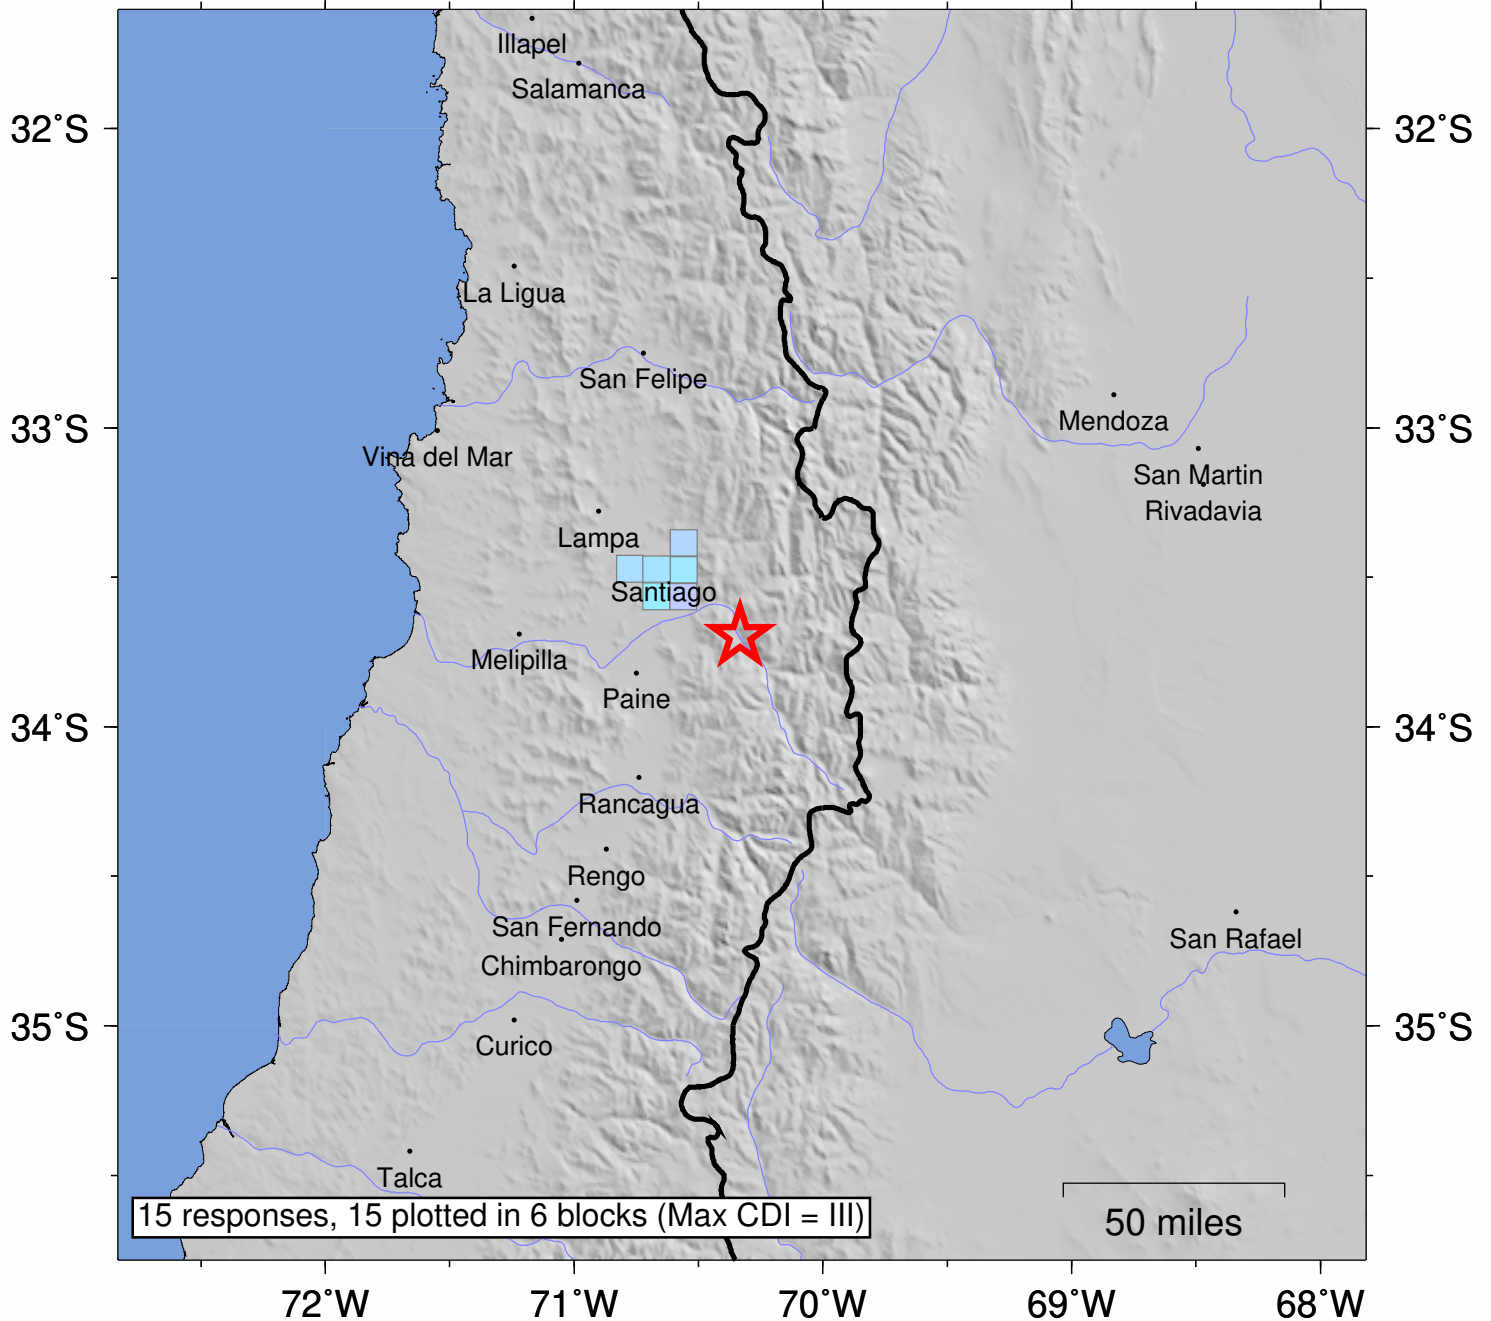 Illapel
Salamanca
32°S
32°S
La Ligua
San Felipe
Mendoza
33°S
33°S
Vina del Mar
San Martin
Rivadavia
Lampa
Santiago
Melipilla
Paine
34°S
34°S
Rancagua
Rengo
San Fernando
San Rafael
Chimbarongo
35°S
35°S
Curico
Talca
15 responses, 15 plotted in 6 blocks (Max CDI = III)
50 miles
72°W
71°W
70°W
69°W
68°W